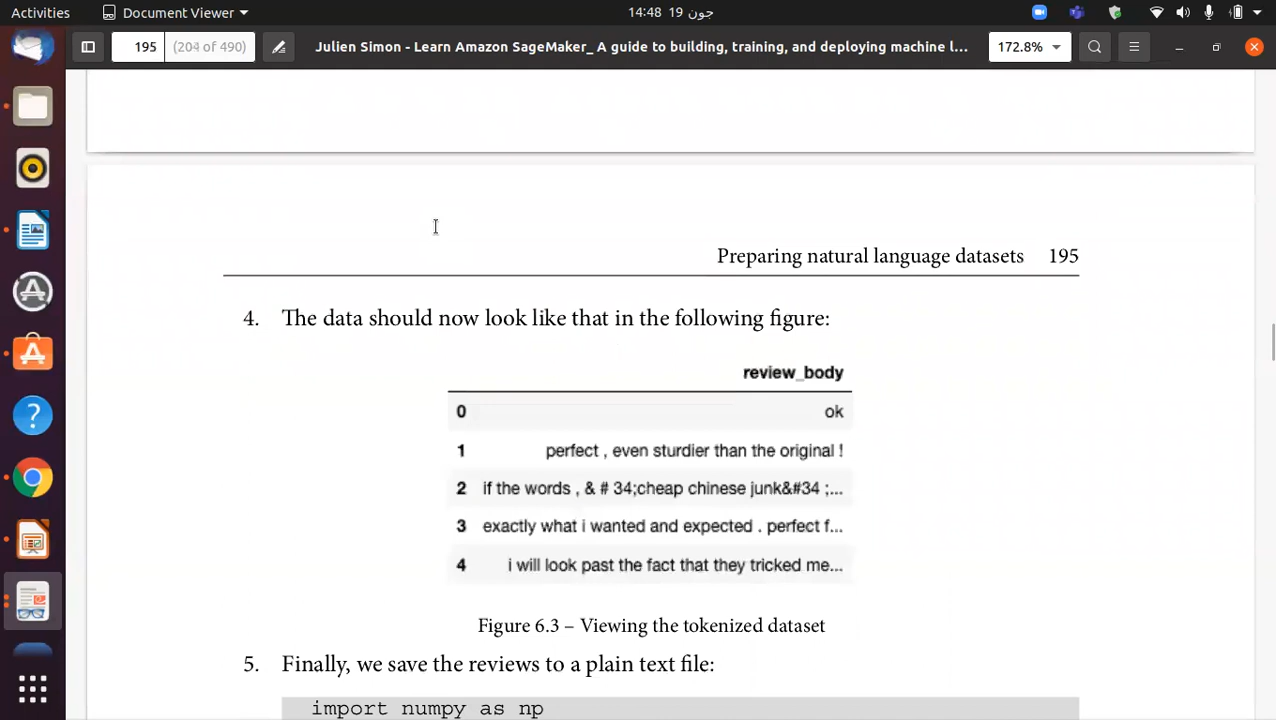 Activities Document Viewer 14:48 19 جون
195 (204 of 490) Julien Simon - Learn Amazon SageMaker_ A guide to building, training, and deploying machine l... 172.8%
Preparing natural language datasets 195
4. The data should now look like that in the following figure:
review_body
0 ok
1 perfect , even sturdier than the original !
2 if the words , & # 34;cheap chinese junk&#34 ;...
3 exactly what i wanted and expected . perfect f...
4 i will look past the fact that they tricked me...
Figure 6.3 – Viewing the tokenized dataset
5. Finally, we save the reviews to a plain text file:
import numpy as np